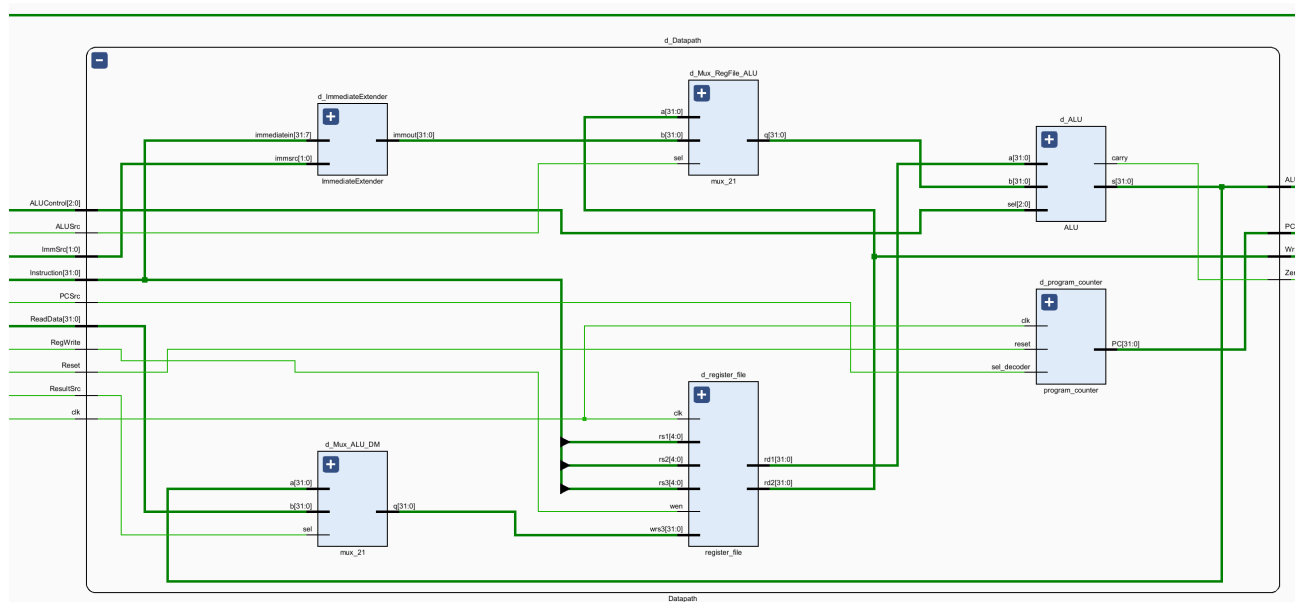 d_Datapath
d_Mux_RegFile_ALU
a[31:0]
b[31:0]
sel
q[31:0]
mux_21
d_ImmediateExtender
immediatein[31:7]
immsrc[1:0]
immout[31:0]
ImmediateExtender
d_ALU
a[31:0]
b[31:0]
sel[2:0]
carry
s[31:0]
ALU
ALUControl[2:0]
ALUSrc
ImmSrc[1:0]
Instruction[31:0]
PCSrc
ReadData[31:0]
RegWrite
Reset
ResultSrc
clk
ALU
PC
Wr
Zer
d_program_counter
clk
reset
sel_decoder
PC[31:0]
program_counter
d_register_file
clk
rs1[4:0]
rs2[4:0]
rs3[4:0]
wen
wrs3[31:0]
rd1[31:0]
rd2[31:0]
register_file
d_Mux_ALU_DM
a[31:0]
b[31:0]
sel
q[31:0]
mux_21
Datapath